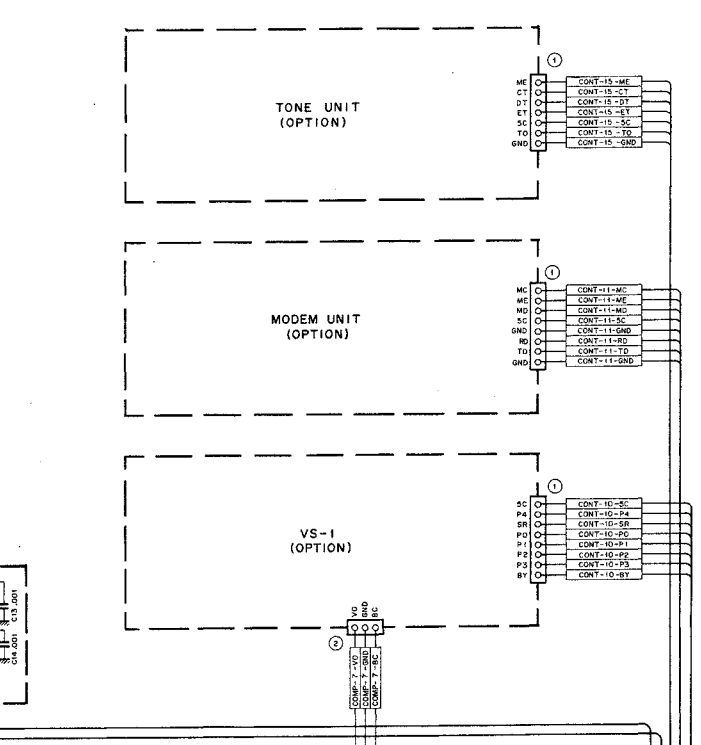 TONE UNIT
(OPTION)
1
ME CONT-15-ME
CT CONT-15-CT
DT CONT-15-DT
ET CONT-15-ET
SC CONT-15-SC
TO CONT-15-TO
GND CONT-15-GND
MODEM UNIT
(OPTION)
1
MC CONT-11-MC
ME CONT-11-ME
MD CONT-11-MD
SC CONT-11-SC
GND CONT-11-GND
RD CONT-11-RD
TD CONT-11-TD
GND CONT-11-GND
VS-1
(OPTION)
1
SC CONT-10-SC
P4 CONT-10-P4
SR CONT-10-SR
P0 CONT-10-P0
P1 CONT-10-P1
P2 CONT-10-P2
P3 CONT-10-P3
BY CONT-10-BY
C13 .001
C14 .001
VO
GND
BC
2
COMP-7-VO
COMP-7-GND
COMP-7-BC